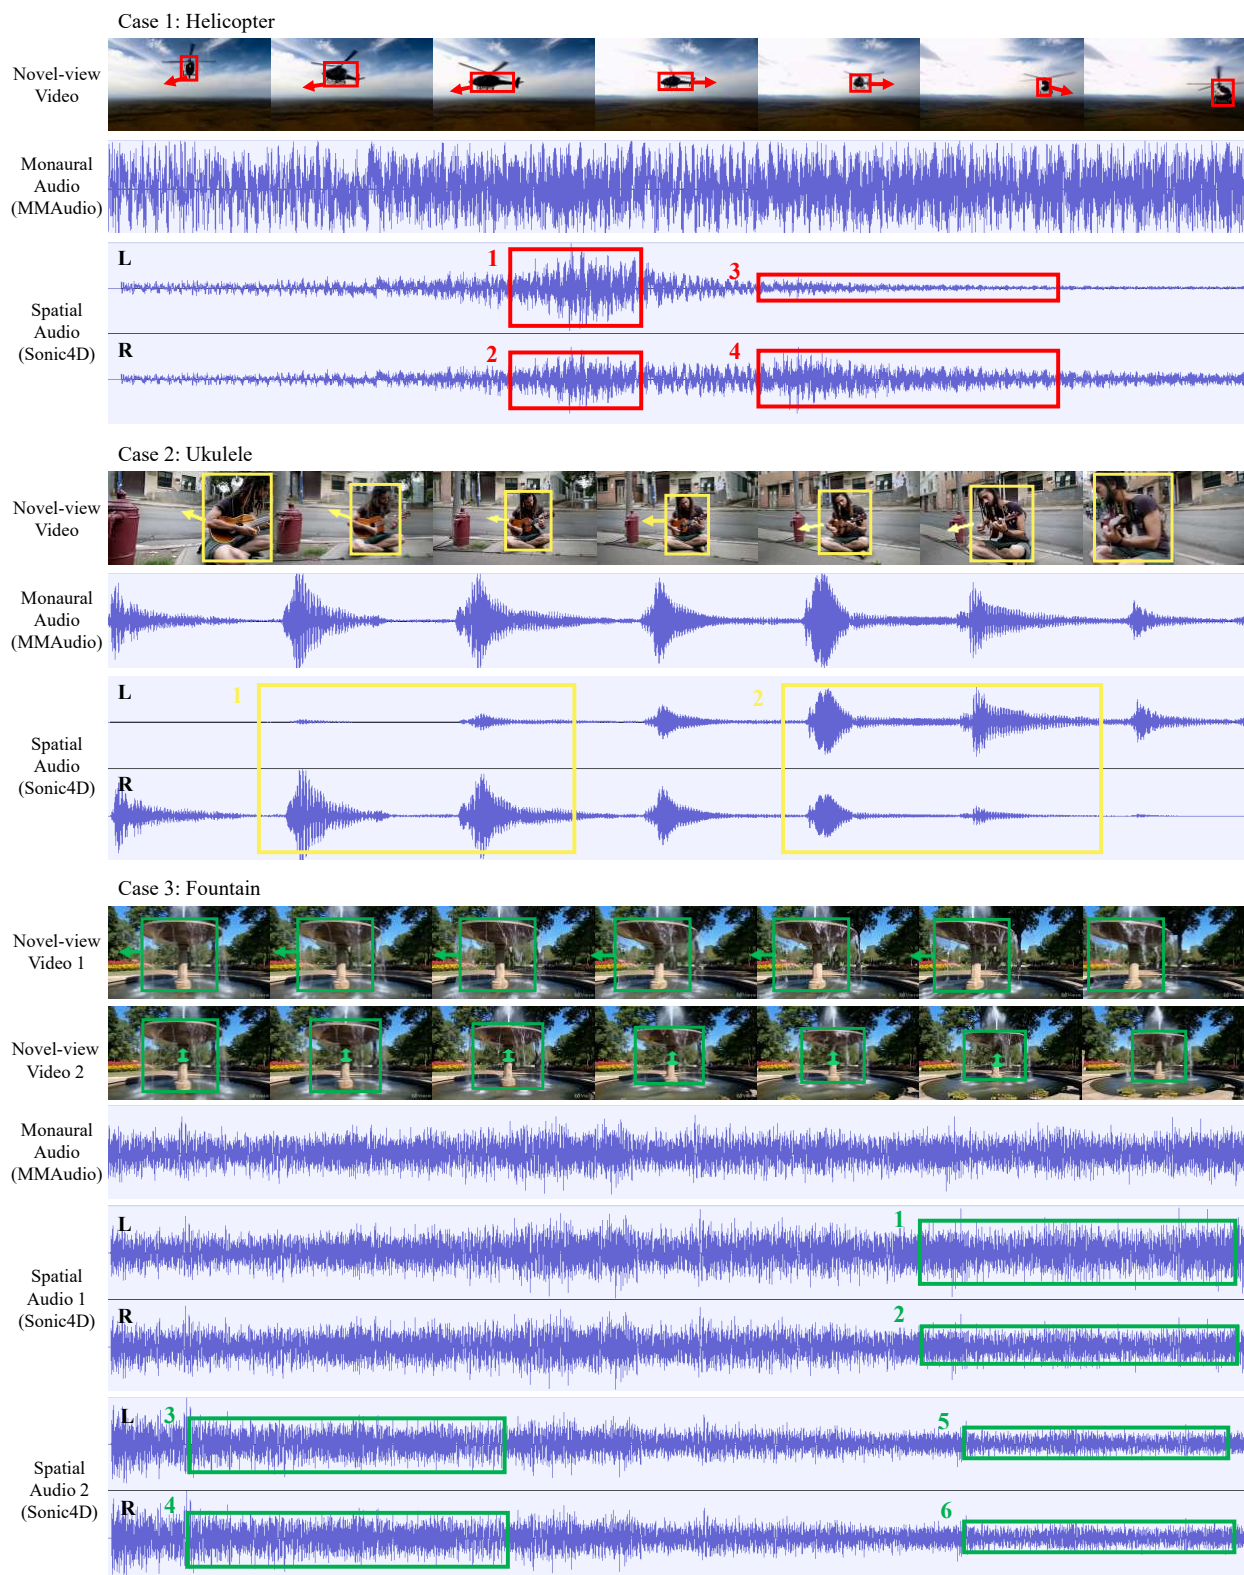 Case 1: Helicopter
Novel-view
Video
Monaural
Audio
(MMAudio)
L
1
3
Spatial
Audio
(Sonic4D)
R
2
4
Case 2: Ukulele
Novel-view
Video
Monaural
Audio
(MMAudio)
L
1
2
Spatial
Audio
(Sonic4D)
R
Case 3: Fountain
Novel-view
Video 1
Novel-view
Video 2
Monaural
Audio
(MMAudio)
L
1
Spatial
Audio 1
(Sonic4D)
R
2
L
3
5
Spatial
Audio 2
(Sonic4D)
R
4
6